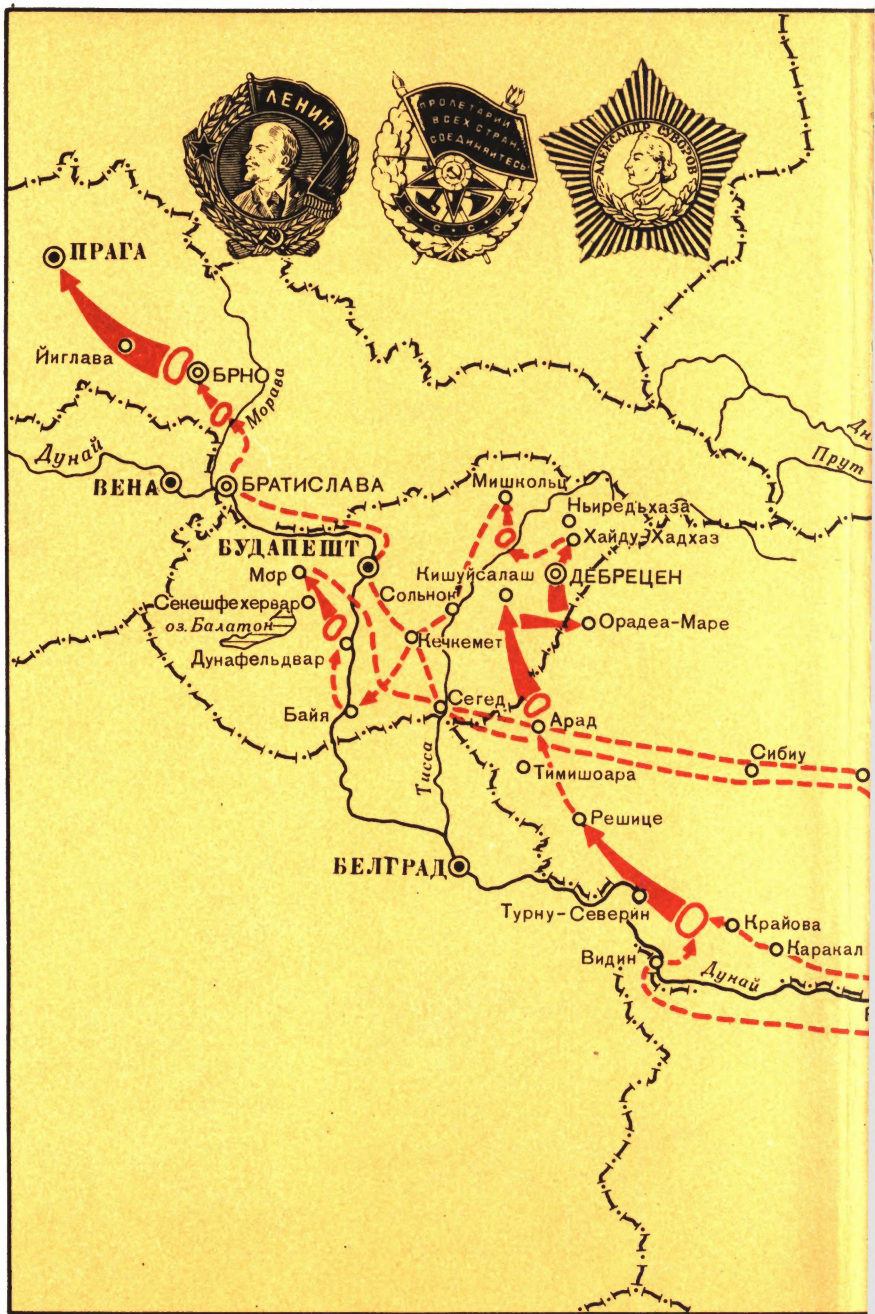 ЛЕНИН
ПРОЛЕТАРИИ
ВСЕХ СТРАН,
СОЕДИНЯЙТЕСЬ!
С·С·С·Р
АЛЕКСАНДР СУВОРОВ
ПРАГА
Йиглава
БРНО
Морава
Дунай
ВЕНА
БРАТИСЛАВА
Дн
Прут
Мишкольц
Ньиредьхаза
Хайду-Хадхаз
БУДАПЕШТ
Мор
Кишуйсалаш
ДЕБРЕЦЕН
Секешфехервар
Сольнок
оз. Балатон
Орадеа-Маре
Дунафельдвар
Кечкемет
Байя
Сегед
Арад
Сибиу
Тисса
Тимишоара
Решице
БЕЛГРАД
Турну-Северин
Крайова
Каракал
Видин
Дунай